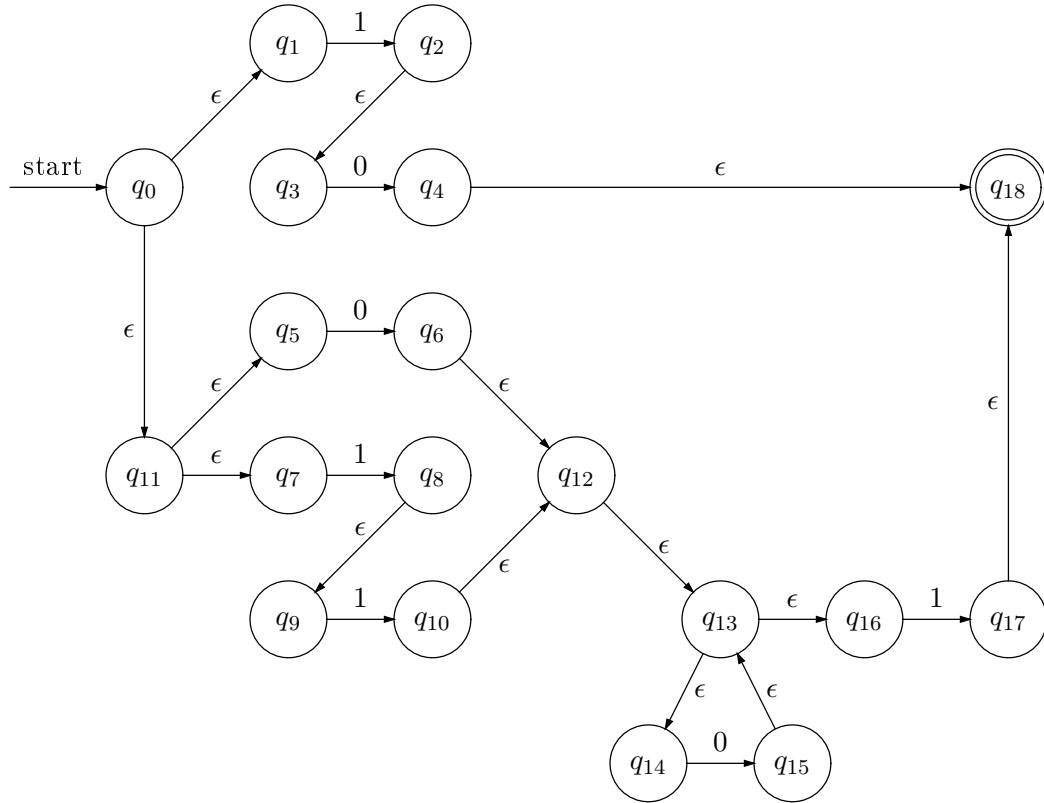 q1 1 q2
ϵ ϵ
start q0 q3 0 q4 ϵ q18
ϵ q5 0 q6
ϵ ϵ ϵ
q11 ϵ q7 1 q8 q12
ϵ ϵ ϵ
q9 1 q10 q13 ϵ q16 1 q17
ϵ ϵ
q14 0 q15